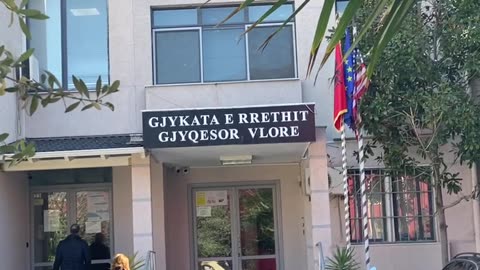 GJYKATA E RRETHIT
GJYQESOR VLORE